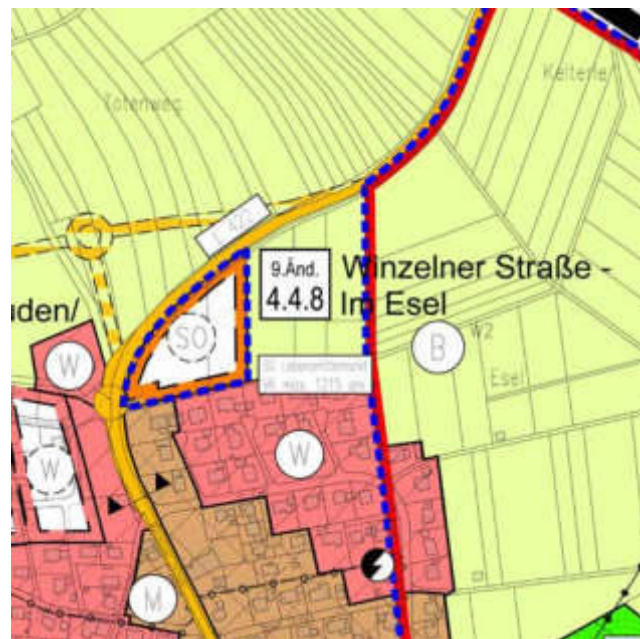 Kelterle
Totenweg
L 422
9.Änd.
4.4.8
Winzelner Straße -
Im Esel
uden/
SO
W
B
Esel
SO Lebensmittelmarkt
VK max. 1215 qm
W
W
M